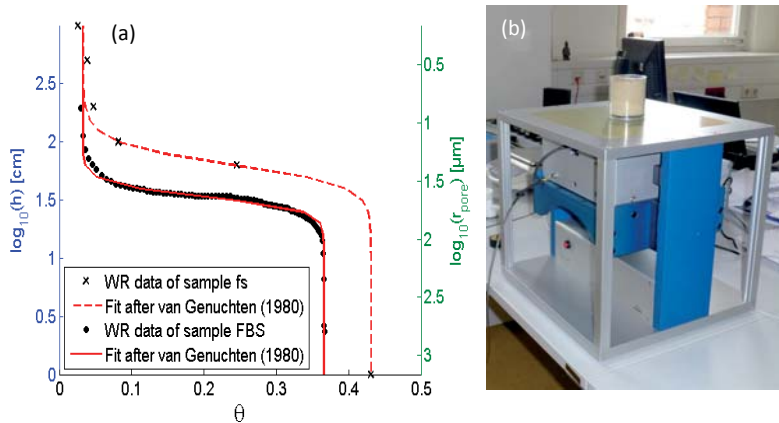 (a)
2.5
2
1.5
1
0.5
0
log10(h) [cm]
0.5
1
1.5
2
2.5
3
log10(rpore) [µm]
WR data of sample fs
Fit after van Genuchten (1980)
WR data of sample FBS
Fit after van Genuchten (1980)
0
0.1
0.2
0.3
0.4
0.5
θ
(b)